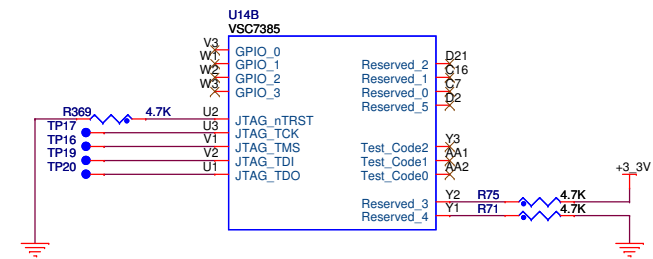 U14B
VSC7385
V3 GPIO_0
W1 GPIO_1
W2 GPIO_2
W3 GPIO_3
Reserved_2 D21
Reserved_1 C16
Reserved_0 C7
Reserved_5 D2
R369 4.7K U2 JTAG_nTRST
TP17 U3 JTAG_TCK
TP16 V1 JTAG_TMS
TP19 V2 JTAG_TDI
TP20 U1 JTAG_TDO
Test_Code2 Y3
Test_Code1 AA1
Test_Code0 AA2
+3_3V
Reserved_3 Y2 R75 4.7K
Reserved_4 Y1 R71 4.7K